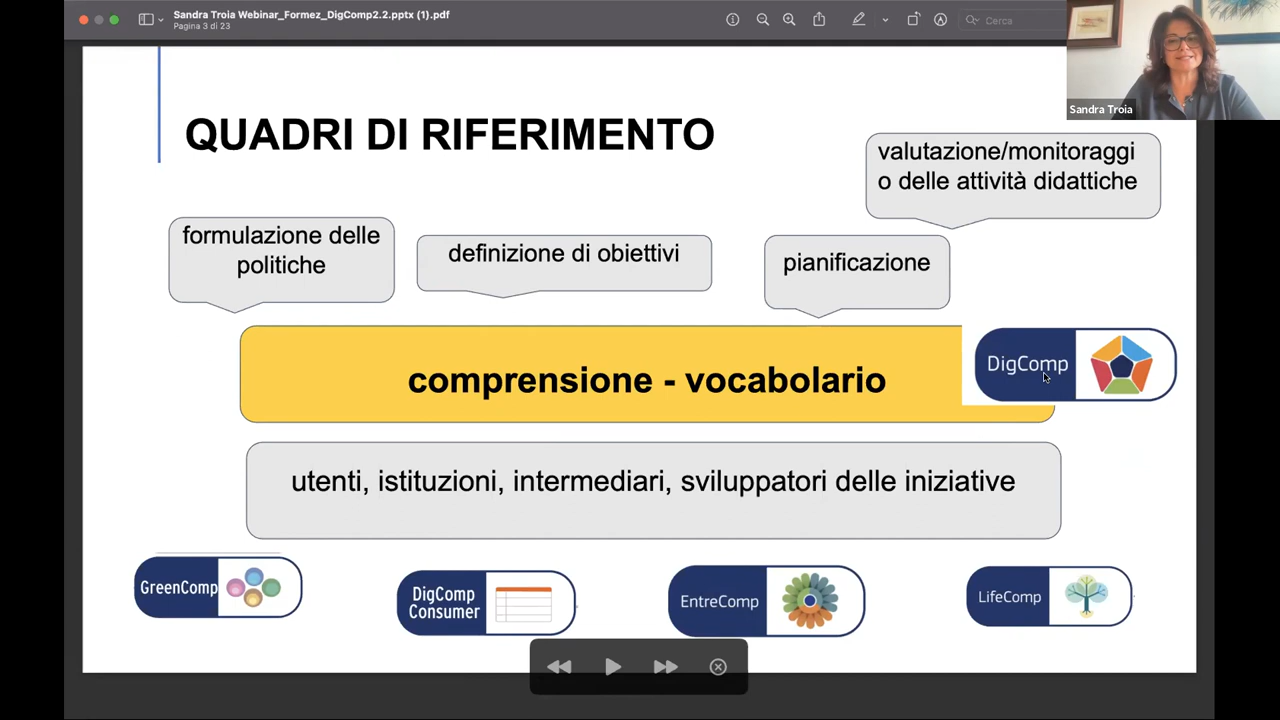 Sandra Troia Webinar_Formez_DigComp2.2.pptx (1).pdf
Pagina 3 di 23
Cerca
Sandra Troia
QUADRI DI RIFERIMENTO
valutazione/monitoraggi
o delle attività didattiche
formulazione delle
politiche
definizione di obiettivi
pianificazione
comprensione - vocabolario
DigComp
utenti, istituzioni, intermediari, sviluppatori delle iniziative
GreenComp
DigComp
Consumer
EntreComp
LifeComp